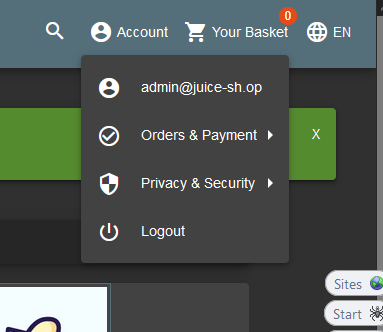 0
Account
Your Basket
EN
admin@juice-sh.op
Orders & Payment
X
Privacy & Security
Logout
Sites
Start